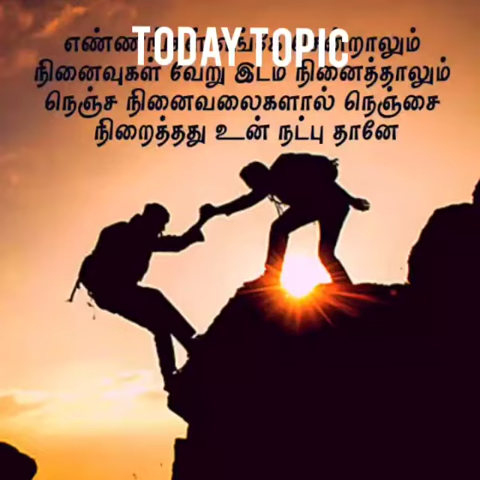 TODAY TOPIC
சென்றாலும்
நினைவுகள் வேறு இடம் நினைத்தாலும்
நெஞ்ச நினைவலைகளால் நெஞ்சை
நிறைத்தது உன் நட்பு தானே